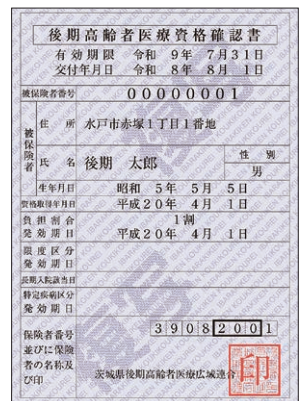 後期高齢者医療資格確認書
有効期限 令和 9年 7月31日
交付年月日 令和 8年 8月 1日
被保険者番号 00000001
被保険者
住所 水戸市赤塚1丁目1番地
氏名 後期 太郎
性別
男
生年月日 昭和 5年 5月 5日
資格取得年月日 平成20年 4月 1日
負担割合 1割
発効期日 平成20年 4月 1日
限度区分
発効期日
長期入院該当日
特定疾病区分
発効期日
保険者番号 39082001
並びに保険
者の名称及
び印
茨城県後期高齢者医療広域連合
印